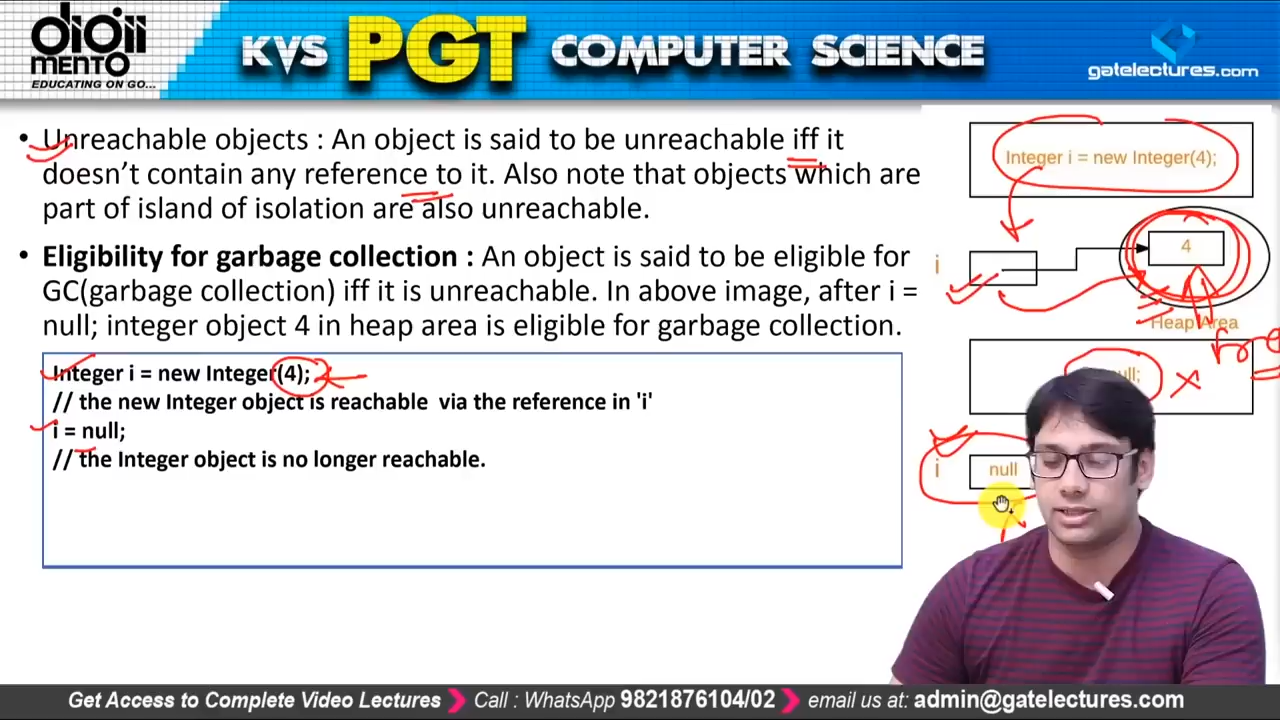 digii
MENTO
EDUCATING ON GO...
KVS PGT COMPUTER SCIENCE
gatelectures.com
• Unreachable objects : An object is said to be unreachable iff it
doesn’t contain any reference to it. Also note that objects which are
part of island of isolation are also unreachable.
• Eligibility for garbage collection : An object is said to be eligible for
GC(garbage collection) iff it is unreachable. In above image, after i =
null; integer object 4 in heap area is eligible for garbage collection.
Integer i = new Integer(4);
// the new Integer object is reachable via the reference in 'i'
i = null;
// the Integer object is no longer reachable.
Integer i = new Integer(4);
i
4
Heap Area
null;
i
null
Get Access to Complete Video Lectures
Call : WhatsApp 9821876104/02
email us at: admin@gatelectures.com